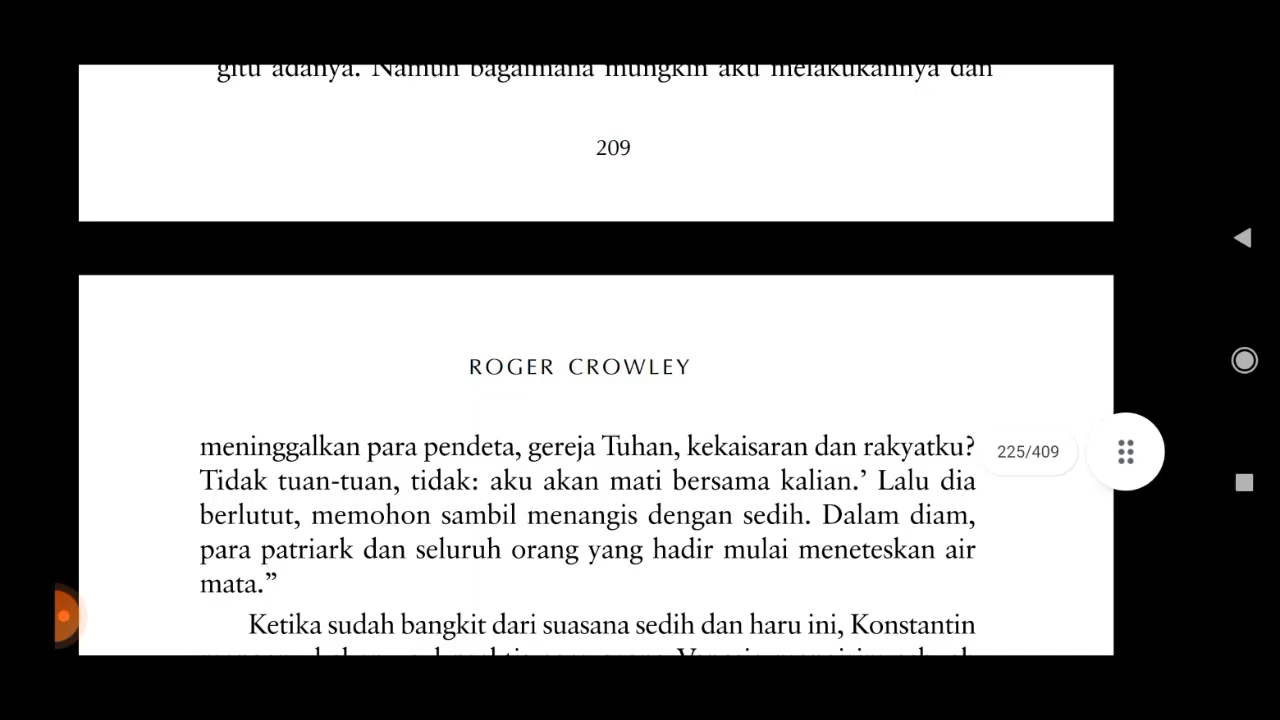 gitu adanya. Namun bagaimana mungkin aku melakukannya dan
209
ROGER CROWLEY
meninggalkan para pendeta, gereja Tuhan, kekaisaran dan rakyatku?
Tidak tuan-tuan, tidak: aku akan mati bersama kalian.’ Lalu dia
berlutut, memohon sambil menangis dengan sedih. Dalam diam,
para patriark dan seluruh orang yang hadir mulai meneteskan air
mata.”
Ketika sudah bangkit dari suasana sedih dan haru ini, Konstantin
225/409